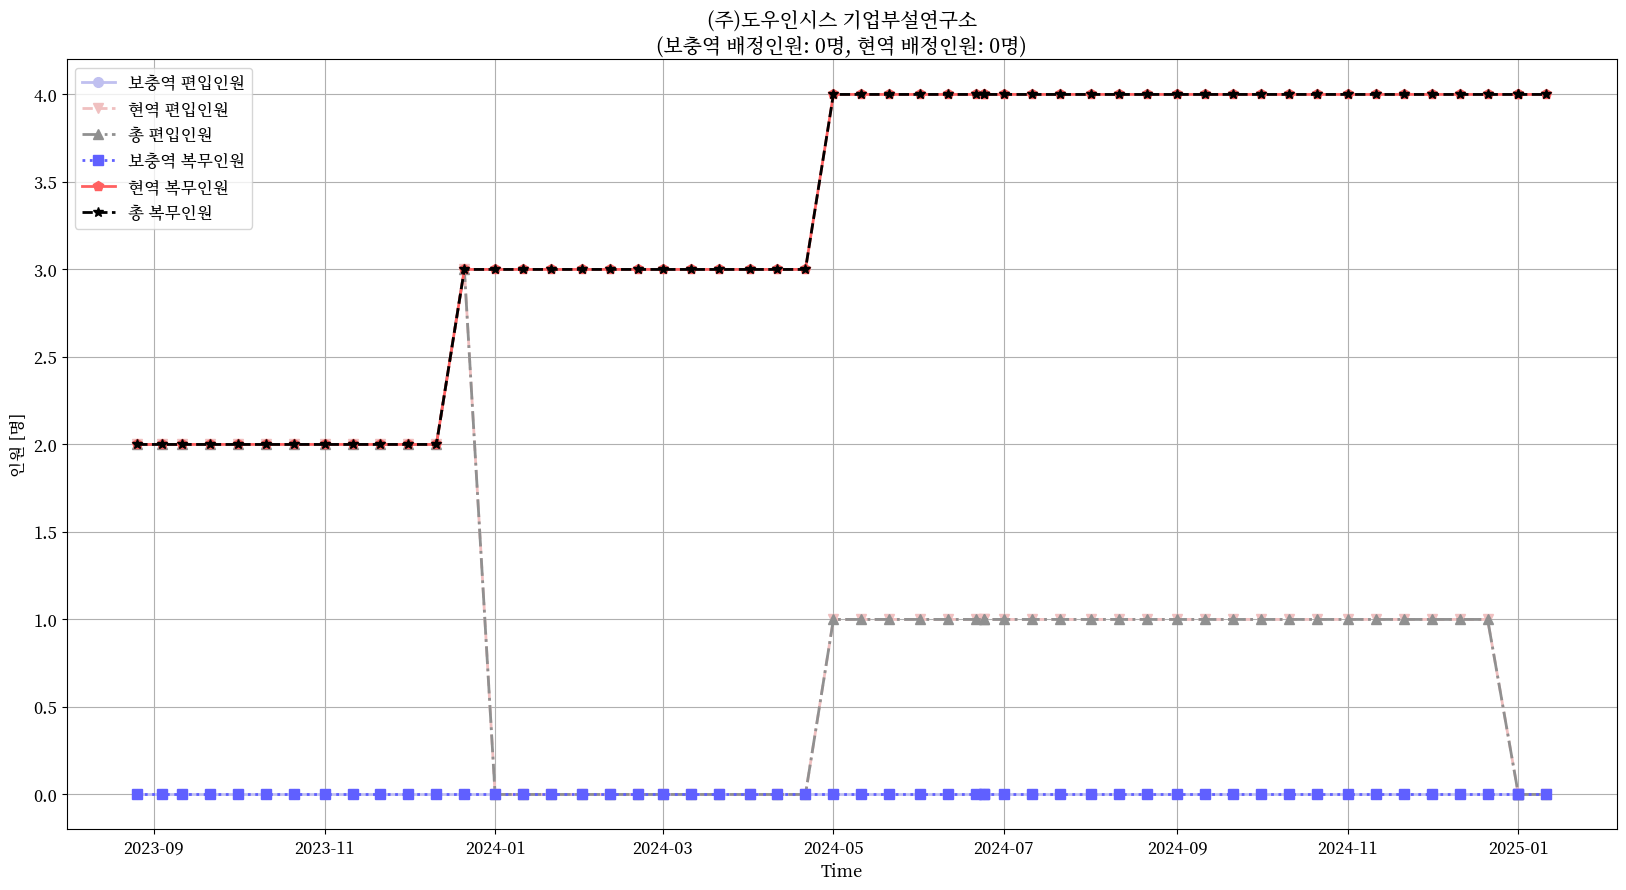 (주)도우인시스 기업부설연구소
(보충역 배정인원: 0명, 현역 배정인원: 0명)
보충역 편입인원
현역 편입인원
총 편입인원
보충역 복무인원
현역 복무인원
총 복무인원
4.0
3.5
3.0
2.5
2.0
1.5
1.0
0.5
0.0
인원 [명]
2023-09
2023-11
2024-01
2024-03
2024-05
2024-07
2024-09
2024-11
2025-01
Time